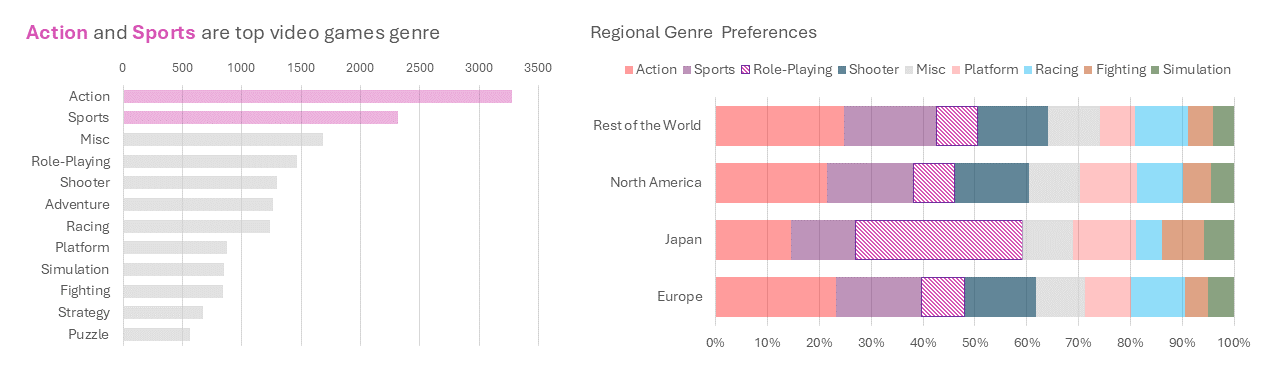 Action and Sports are top video games genre
0 500 1000 1500 2000 2500 3000 3500
Action
Sports
Misc
Role-Playing
Shooter
Adventure
Racing
Platform
Simulation
Fighting
Strategy
Puzzle
Regional Genre Preferences
Action Sports Role-Playing Shooter Misc Platform Racing Fighting Simulation
Rest of the World
North America
Japan
Europe
0% 10% 20% 30% 40% 50% 60% 70% 80% 90% 100%